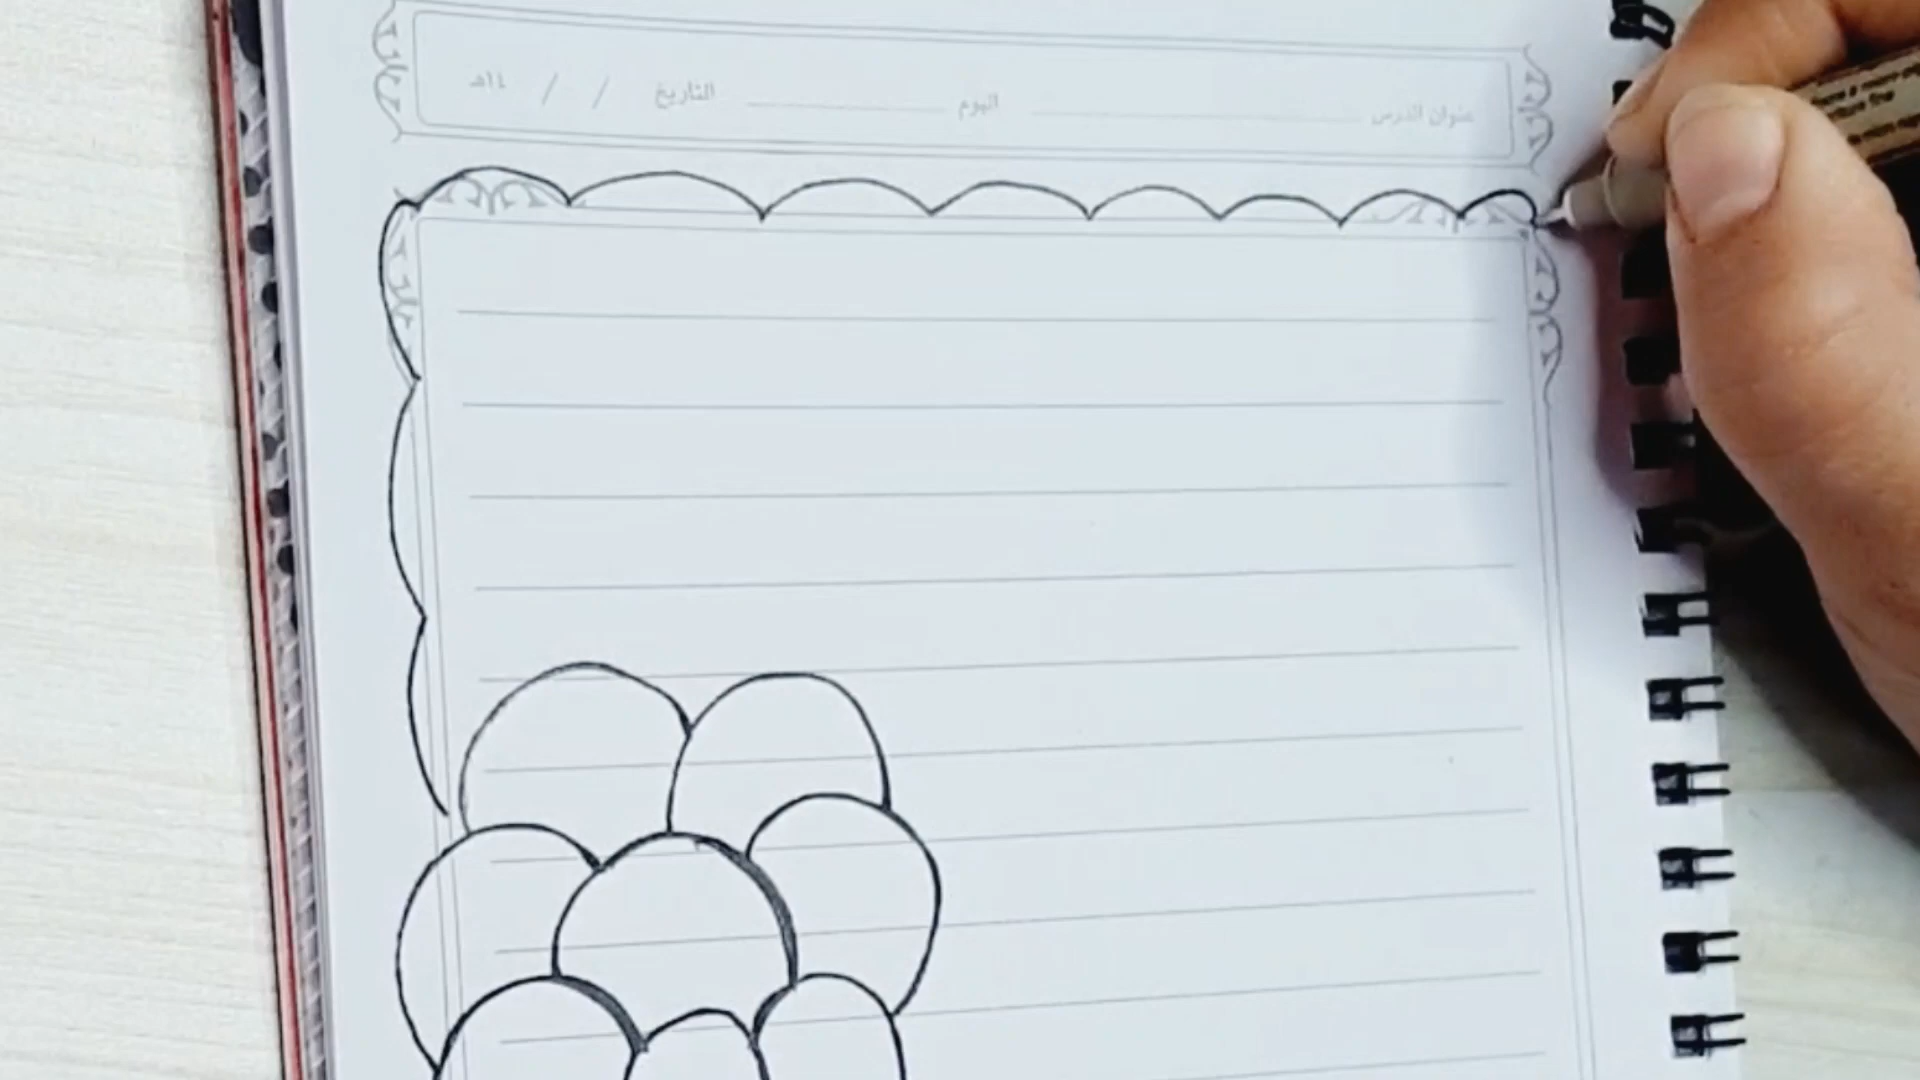 عنوان الدرس اليوم التاريخ / / ١٤هـ